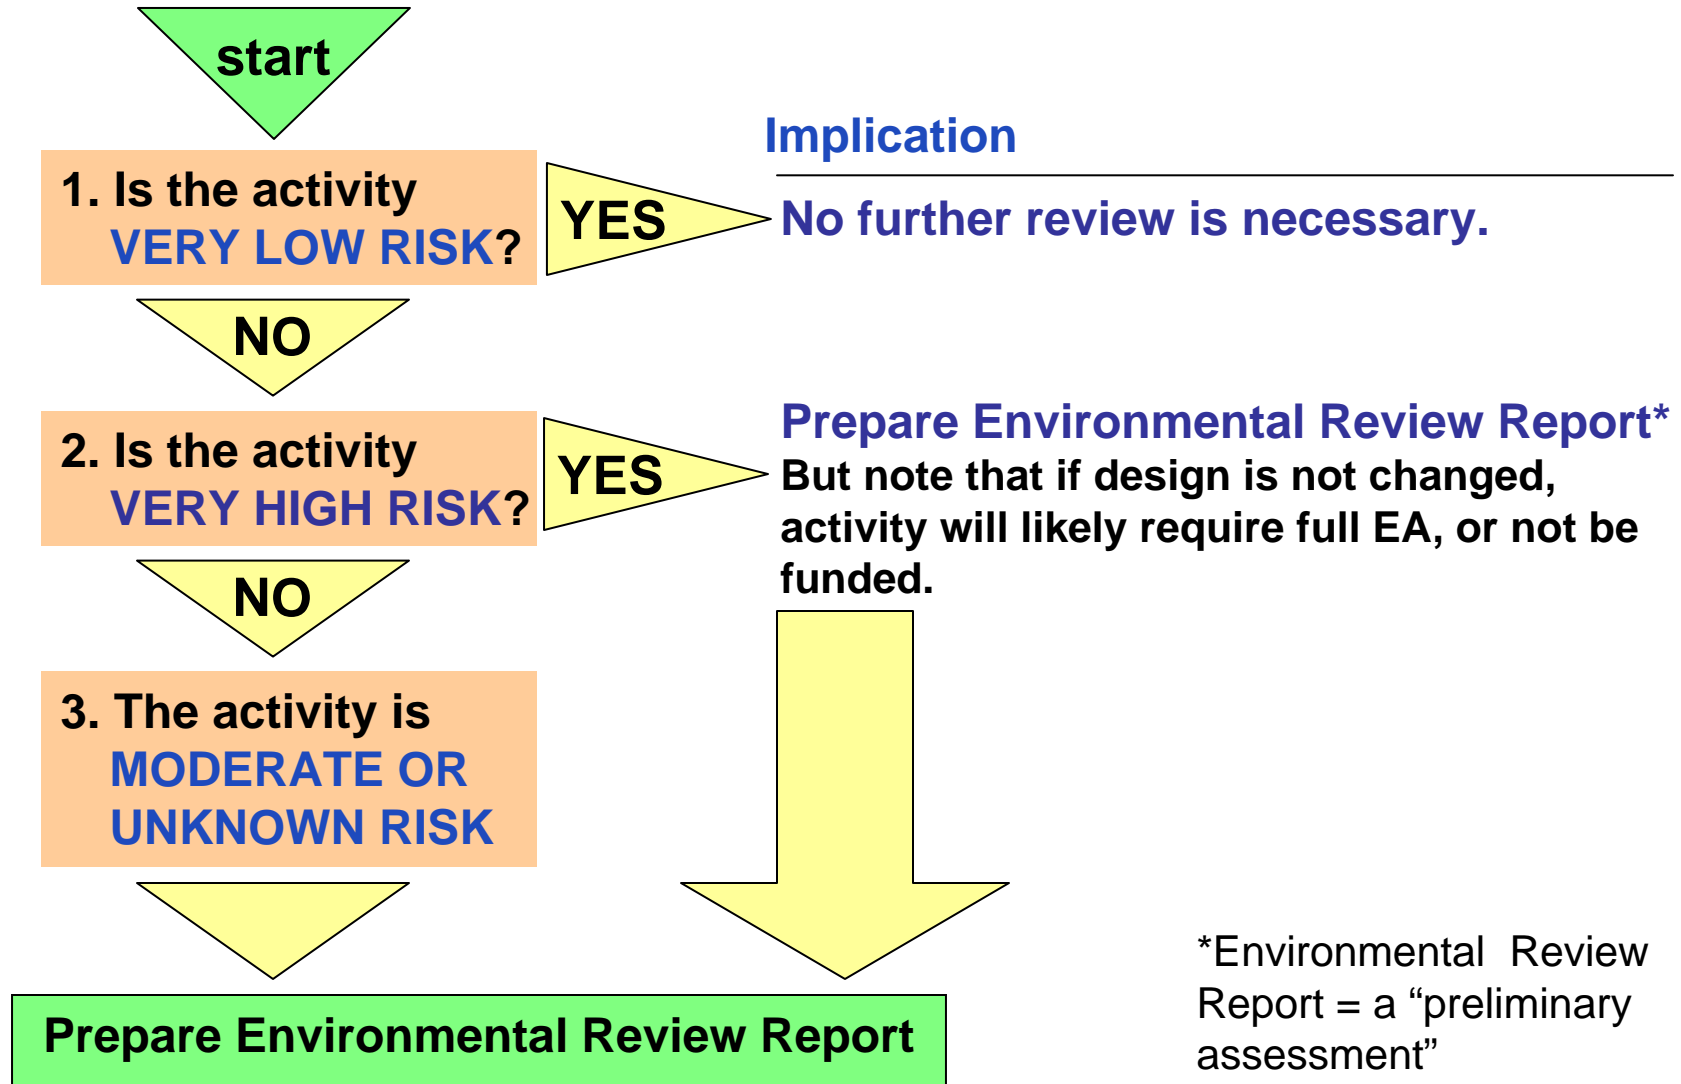 start
Implication
1. Is the activity
VERY LOW RISK?
YES
No further review is necessary.
NO
2. Is the activity
VERY HIGH RISK?
YES
Prepare Environmental Review Report*
But note that if design is not changed,
activity will likely require full EA, or not be
funded.
NO
3. The activity is
MODERATE OR
UNKNOWN RISK
Prepare Environmental Review Report
*Environmental Review
Report = a “preliminary
assessment”